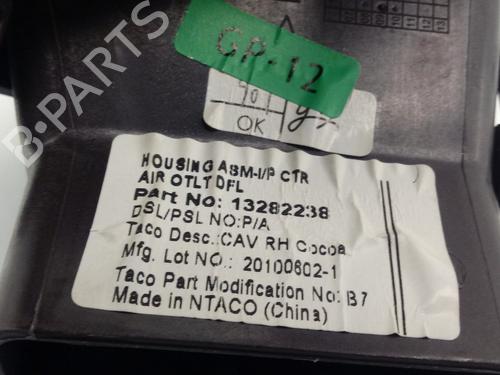 GP-12
90
OK
HOUSING ASM-I/P CTR
AIR OTLT DFL
Part No: 13282238
DSL/PSL NO:P/A
Taco Desc.:CAV RH Cocoa
Mfg. Lot NO.: 20100602-1
Taco Part Modification No: B7
Made in NTACO (China)
B-PARTS